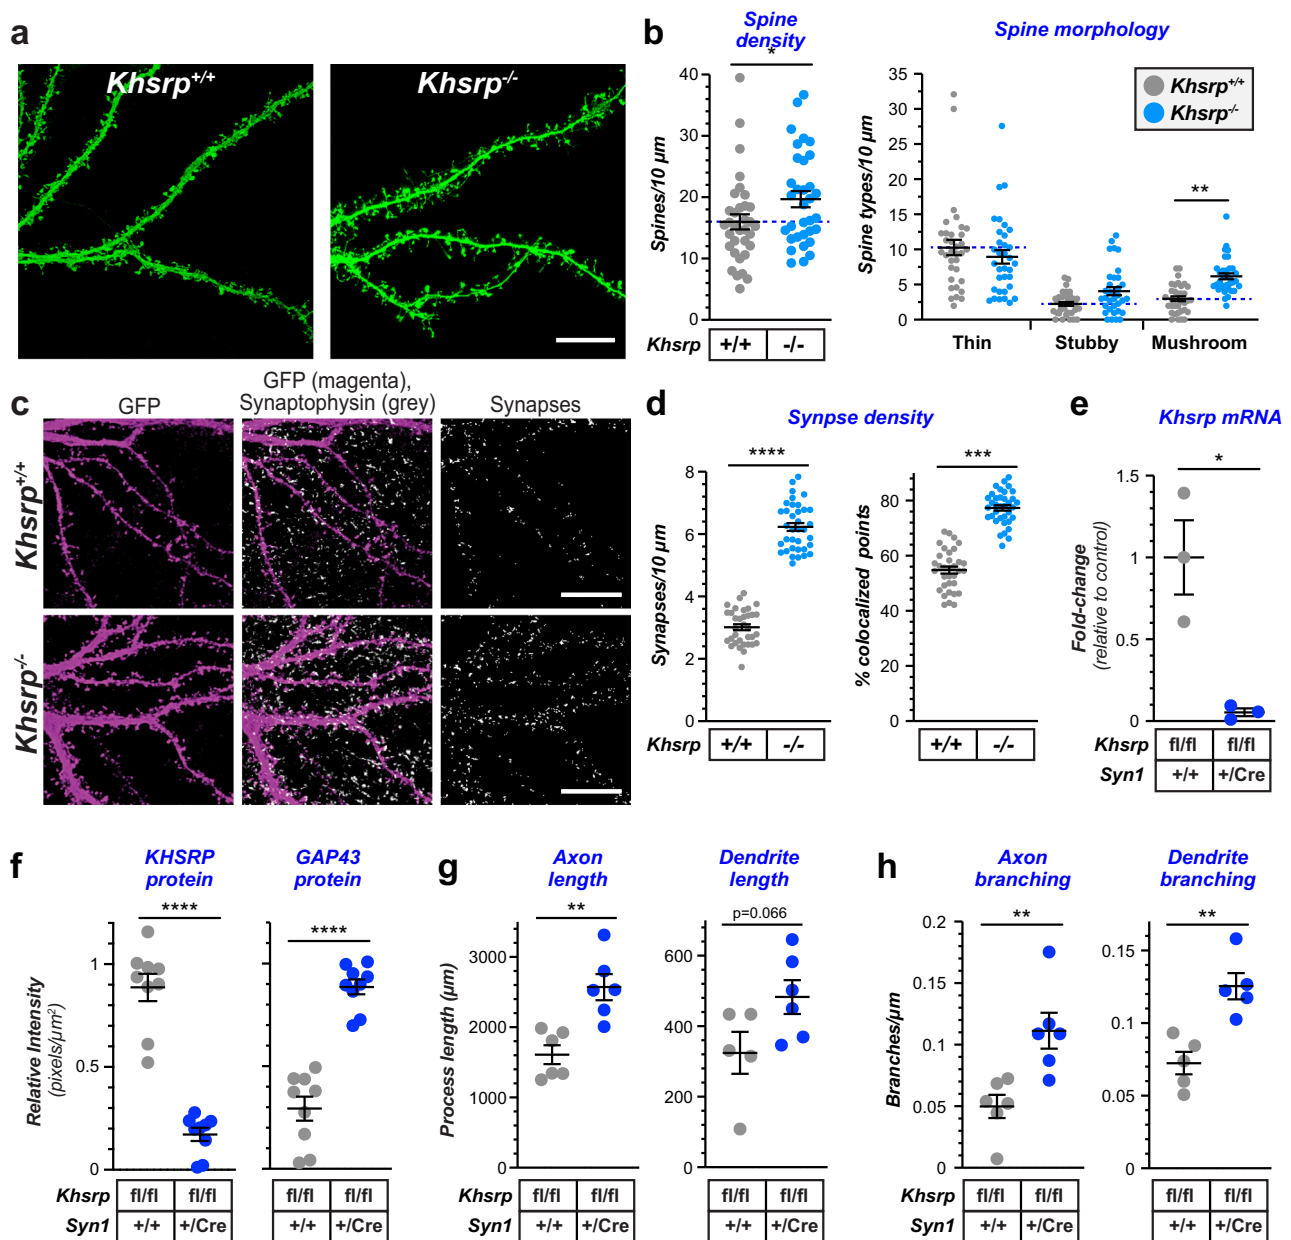 a
Khsrp+/+
Khsrp-/-
b
Spine
density
*
Spines/10 µm
40
30
20
10
0
Khsrp
+/+
-/-
Spine morphology
Khsrp+/+
Khsrp-/-
**
Spine types/10 µm
35
30
25
20
15
10
5
0
Thin
Stubby
Mushroom
c
GFP
GFP (magenta),
Synaptophysin (grey)
Synapses
Khsrp+/+
Khsrp-/-
d
Synpse density
****
Synapses/10 µm
8
6
4
2
0
Khsrp
+/+
-/-
***
% colocalized points
80
60
40
20
0
+/+
-/-
e
Khsrp mRNA
*
Fold-change
(relative to control)
1.5
1
0.5
0
Khsrp
fl/fl
fl/fl
Syn1
+/+
+/Cre
f
KHSRP
protein
****
Relative Intensity
(pixels/µm2)
1
0.5
0
Khsrp
fl/fl
fl/fl
Syn1
+/+
+/Cre
GAP43
protein
****
fl/fl
fl/fl
+/+
+/Cre
g
Axon
length
**
Process length (µm)
3000
2000
1000
0
Khsrp
fl/fl
fl/fl
Syn1
+/+
+/Cre
Dendrite
length
p=0.066
600
400
200
0
fl/fl
fl/fl
+/+
+/Cre
h
Axon
branching
**
Branches/µm
0.2
0.15
0.1
0.05
0
Khsrp
fl/fl
fl/fl
Syn1
+/+
+/Cre
Dendrite
branching
**
0.15
0.1
0.05
0
fl/fl
fl/fl
+/+
+/Cre